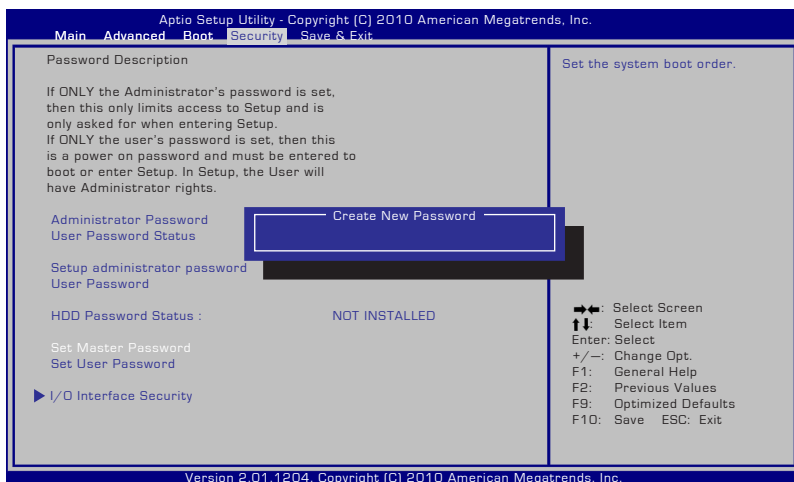 Aptio Setup Utility - Copyright (C) 2010 American Megatrends, Inc.
Main Advanced Boot Security Save & Exit
Password Description
If ONLY the Administrator's password is set,
then this only limits access to Setup and is
only asked for when entering Setup.
If ONLY the user's password is set, then this
is a power on password and must be entered to
boot or enter Setup. In Setup, the User will
have Administrator rights.
Administrator Password
User Password Status
Setup administrator password
User Password
HDD Password Status : NOT INSTALLED
Set Master Password
Set User Password
I/O Interface Security
Create New Password
Set the system boot order.
→←: Select Screen
↑↓: Select Item
Enter: Select
+/—: Change Opt.
F1: General Help
F2: Previous Values
F9: Optimized Defaults
F10: Save ESC: Exit
Version 2.01.1204. Copyright (C) 2010 American Megatrends, Inc.